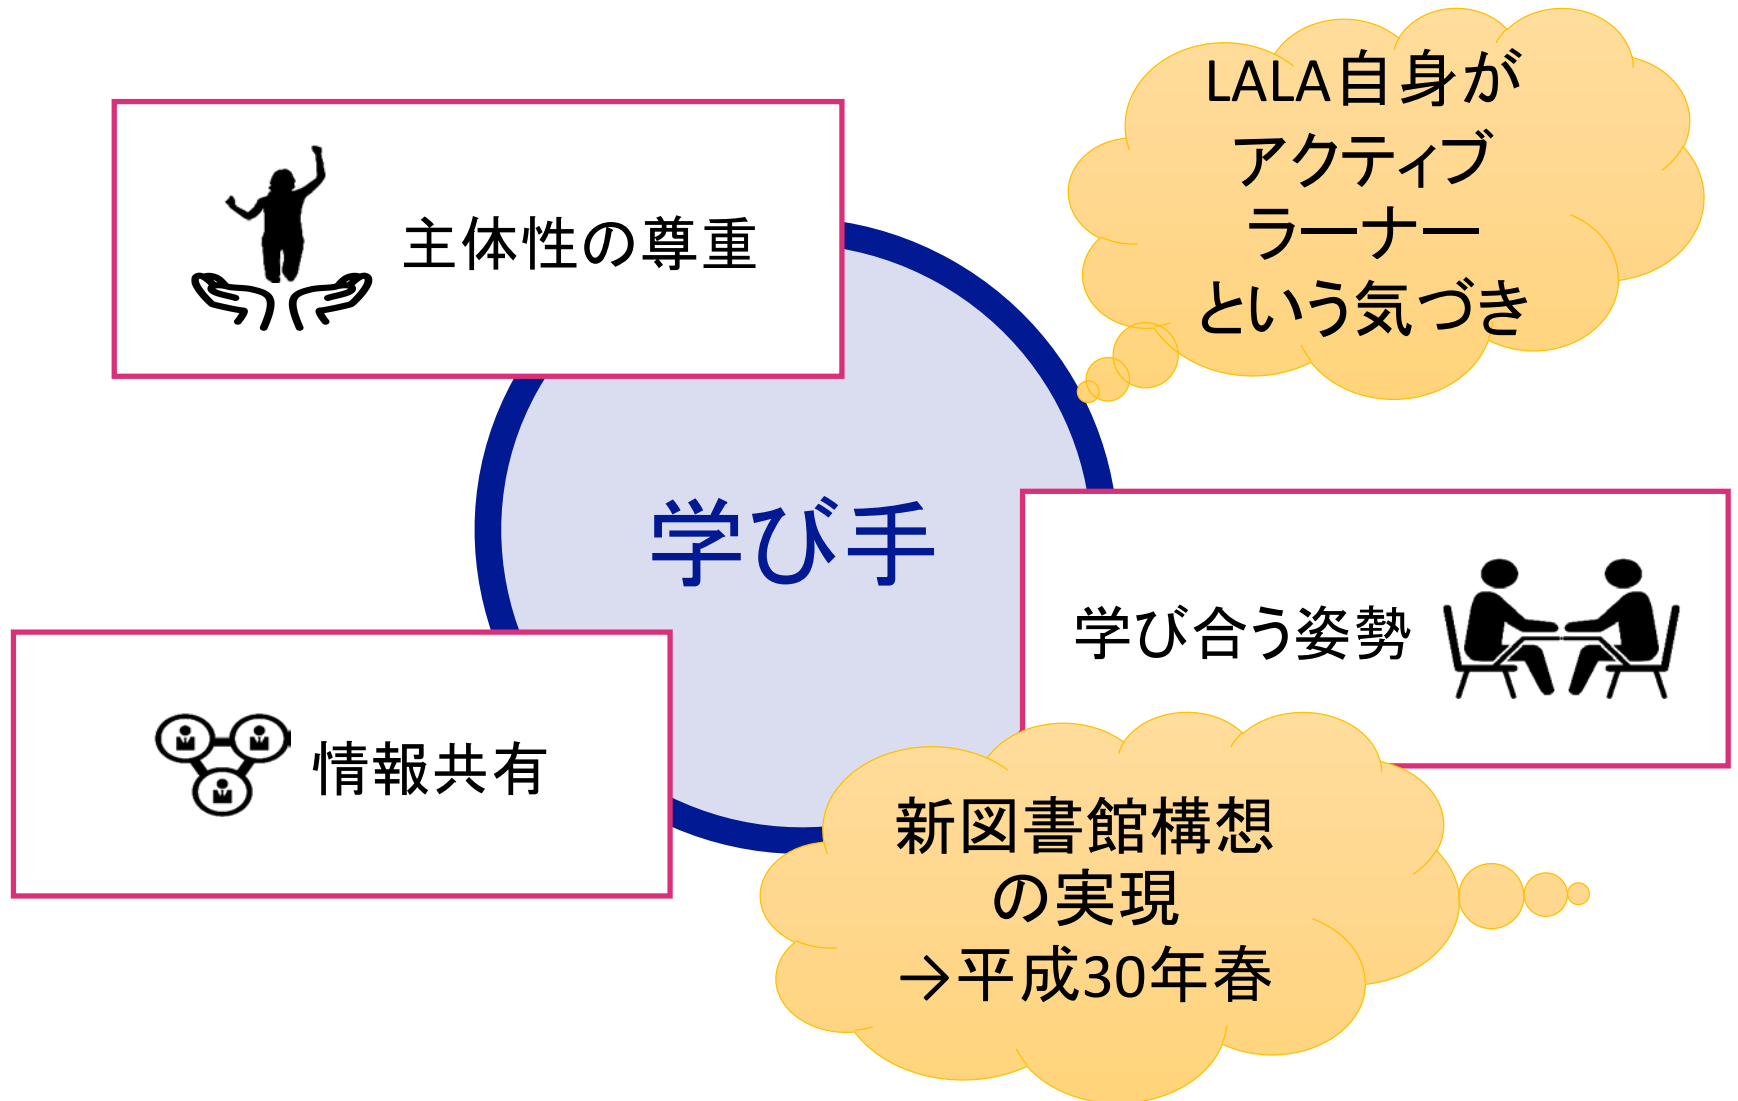 LALA自身が
アクティブ
ラーナー
という気づき
主体性の尊重
学び手
学び合う姿勢
情報共有
新図書館構想
の実現
→平成30年春